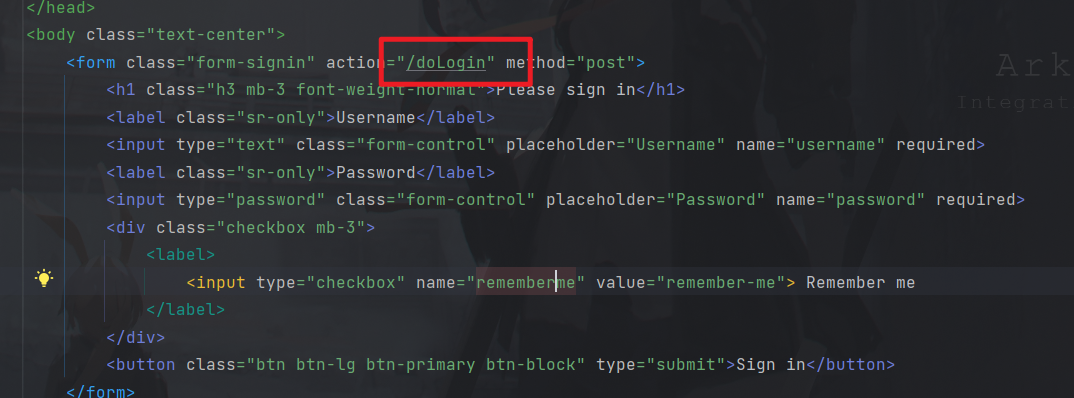 </head>
<body class="text-center">
<form class="form-signin" action="/doLogin" method="post">
Ark
<h1 class="h3 mb-3 font-weight-normal">Please sign in</h1>
Integrat
<label class="sr-only">Username</label>
<input type="text" class="form-control" placeholder="Username" name="username" required>
<label class="sr-only">Password</label>
<input type="password" class="form-control" placeholder="Password" name="password" required>
<div class="checkbox mb-3">
<label>
<input type="checkbox" name="rememberme" value="remember-me"> Remember me
</label>
</div>
<button class="btn btn-lg btn-primary btn-block" type="submit">Sign in</button>
</form>